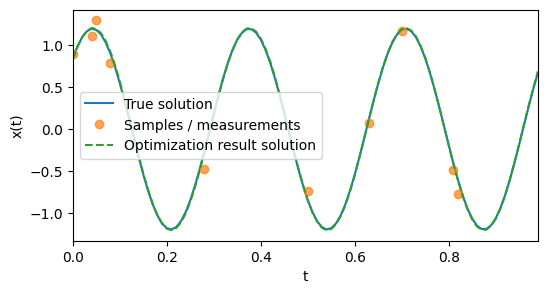 1.0
0.5
0.0
-0.5
−1.0
x(t)
True solution
Samples / measurements
Optimization result solution
0.0 0.2 0.4 0.6 0.8
t